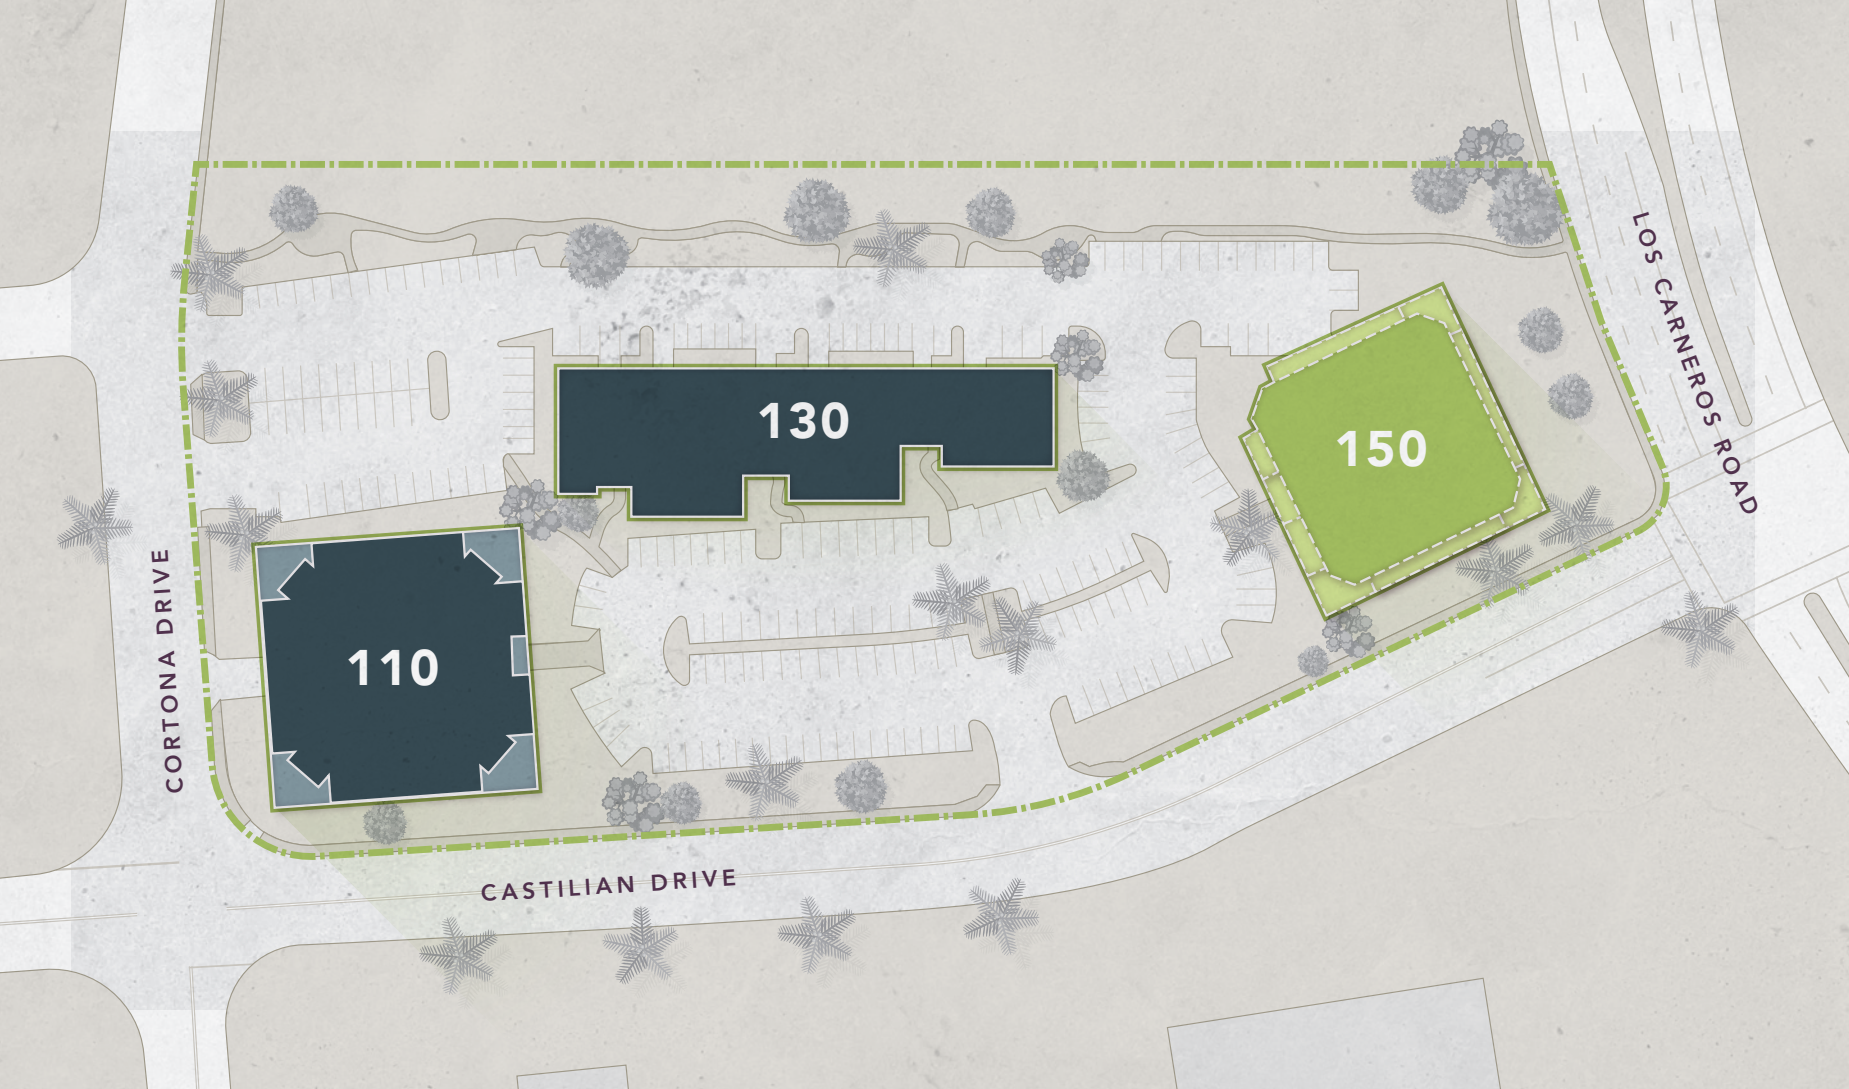 LOS CARNEROS ROAD
130
150
CORTONA DRIVE
110
CASTILIAN DRIVE